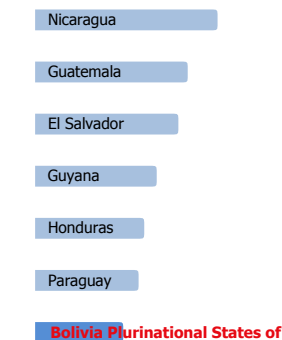 Nicaragua
Guatemala
El Salvador
Guyana
Honduras
Paraguay
Bolivia Plurinational States of